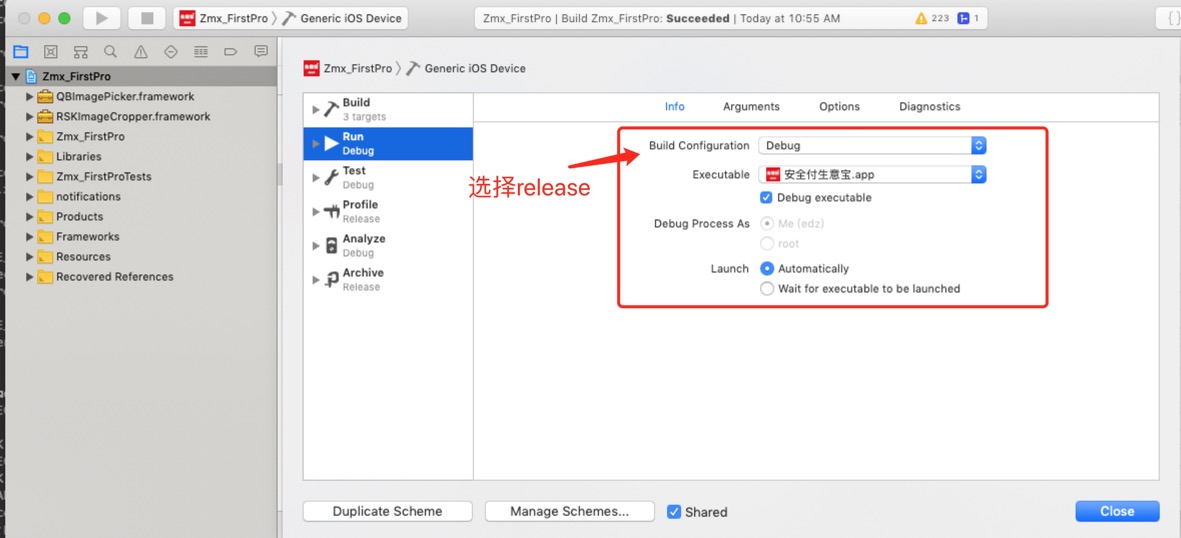 Zmx_FirstPro 〉 Generic iOS Device
Zmx_FirstPro | Build Zmx_FirstPro: Succeeded | Today at 10:55 AM
223
1
Zmx_FirstPro
QBImagePicker.framework
RSKImageCropper.framework
Zmx_FirstPro
Libraries
Zmx_FirstProTests
notifications
Products
Frameworks
Resources
Recovered References
Zmx_FirstPro 〉 Generic iOS Device
Build
3 targets
Run
Debug
Test
Debug
Profile
Release
Analyze
Debug
Archive
Release
Info Arguments Options Diagnostics
Build Configuration Debug
Executable 安全付生意宝.app
Debug executable
Debug Process As Me (edz)
root
Launch Automatically
Wait for executable to be launched
选择release
Duplicate Scheme Manage Schemes... Shared Close